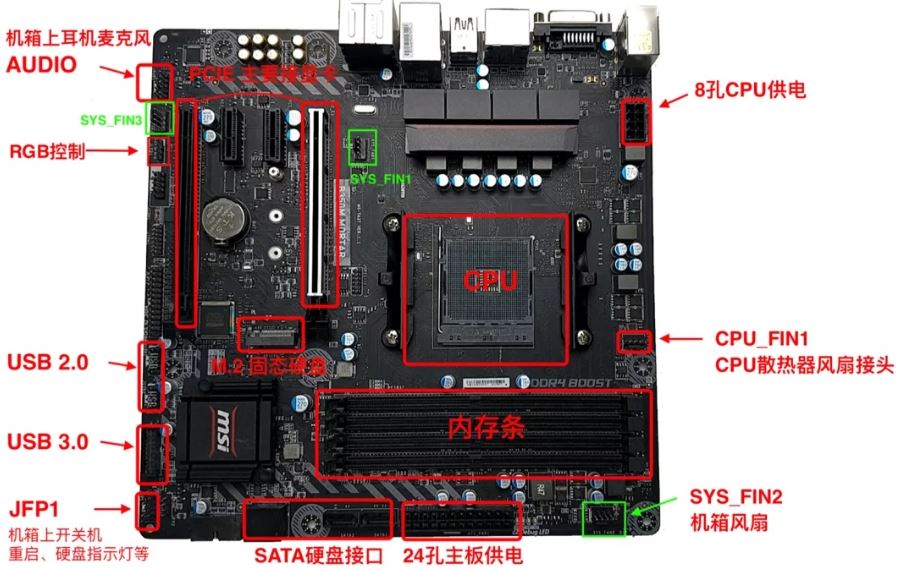 机箱上耳机麦克风
AUDIO
PCIE 主要接显卡
8孔CPU供电
SYS_FIN3
RGB控制
SYS_FIN1
B350M MORTAR
CPU
CPU_FIN1
CPU散热器风扇接头
USB 2.0
M.2 固态硬盘
DDR4 BOOST
msi
内存条
USB 3.0
JFP1
机箱上开关机
重启、硬盘指示灯等
SATA硬盘接口
24孔主板供电
SYS_FIN2
机箱风扇